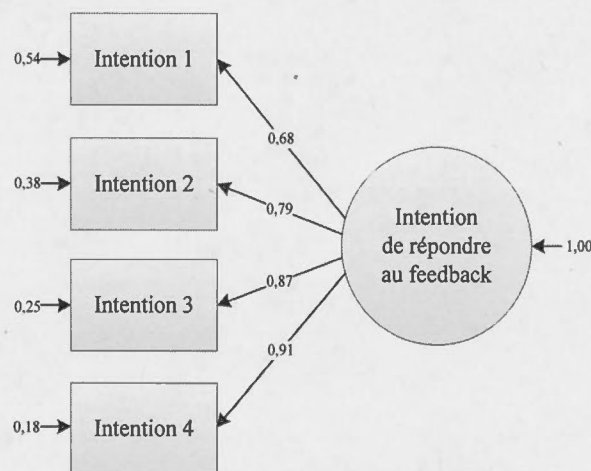 0,54
Intention 1
0,68
0,38
Intention 2
0,79
Intention
de répondre
au feedback
1,00
0,25
Intention 3
0,87
0,91
0,18
Intention 4